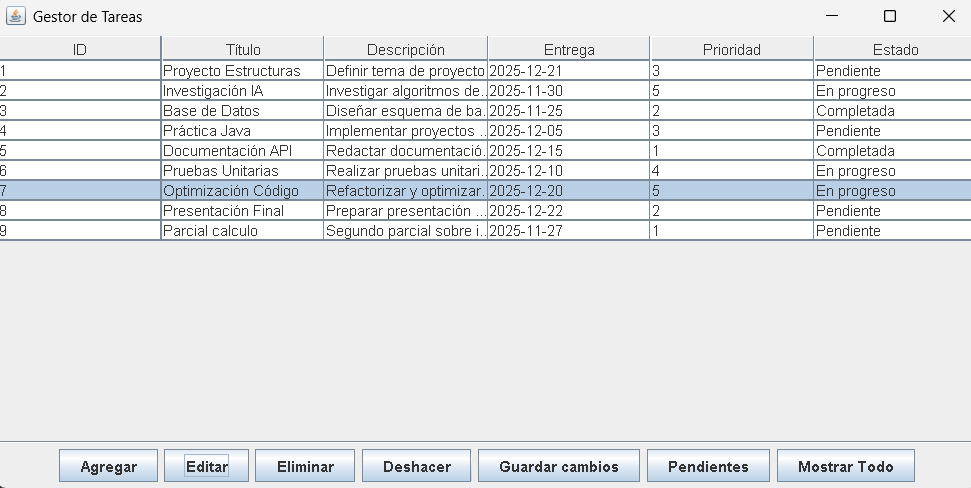 Gestor de Tareas
ID Título Descripción Entrega Prioridad Estado
1 Proyecto Estructuras Definir tema de proyecto 2025-12-21 3 Pendiente
2 Investigación IA Investigar algoritmos de... 2025-11-30 5 En progreso
3 Base de Datos Diseñar esquema de ba... 2025-11-25 2 Completada
4 Práctica Java Implementar proyectos ... 2025-12-05 3 Pendiente
5 Documentación API Redactar documentació... 2025-12-15 1 Completada
6 Pruebas Unitarias Realizar pruebas unitari... 2025-12-10 4 En progreso
7 Optimización Código Refactorizar y optimizar... 2025-12-20 5 En progreso
8 Presentación Final Preparar presentación ... 2025-12-22 2 Pendiente
9 Parcial calculo Segundo parcial sobre i... 2025-11-27 1 Pendiente
Agregar Editar Eliminar Deshacer Guardar cambios Pendientes Mostrar Todo